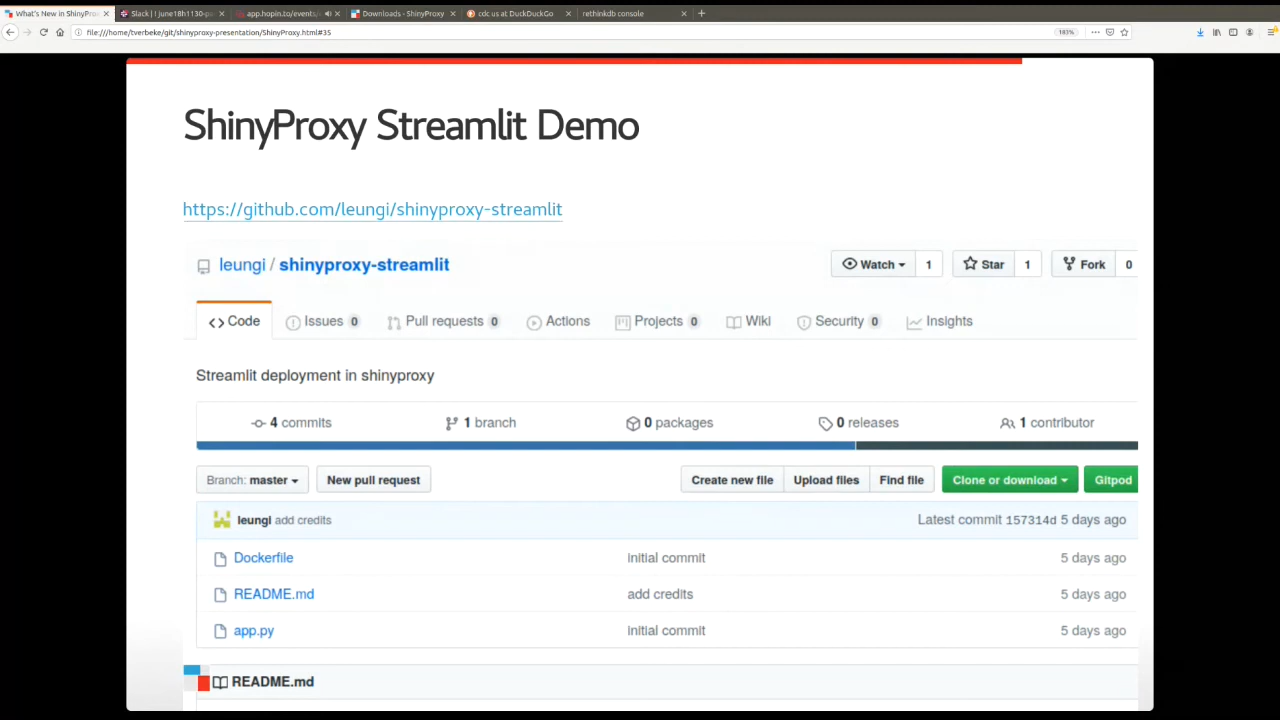 What's New in ShinyProx
Slack | ! june18h1130-p
app.hopin.to/events/
Downloads - ShinyProxy
cdc us at DuckDuckGo
rethinkdb console
file:///home/tverbeke/git/shinyproxy-presentation/ShinyProxy.html#35
183%
ShinyProxy Streamlit Demo
https://github.com/leungi/shinyproxy-streamlit
leungi / shinyproxy-streamlit
Watch 1 Star 1 Fork 0
Code Issues 0 Pull requests 0 Actions Projects 0 Wiki Security 0 Insights
Streamlit deployment in shinyproxy
4 commits 1 branch 0 packages 0 releases 1 contributor
Branch: master New pull request Create new file Upload files Find file Clone or download Gitpod
leungi add credits Latest commit 157314d 5 days ago
Dockerfile initial commit 5 days ago
README.md add credits 5 days ago
app.py initial commit 5 days ago
README.md